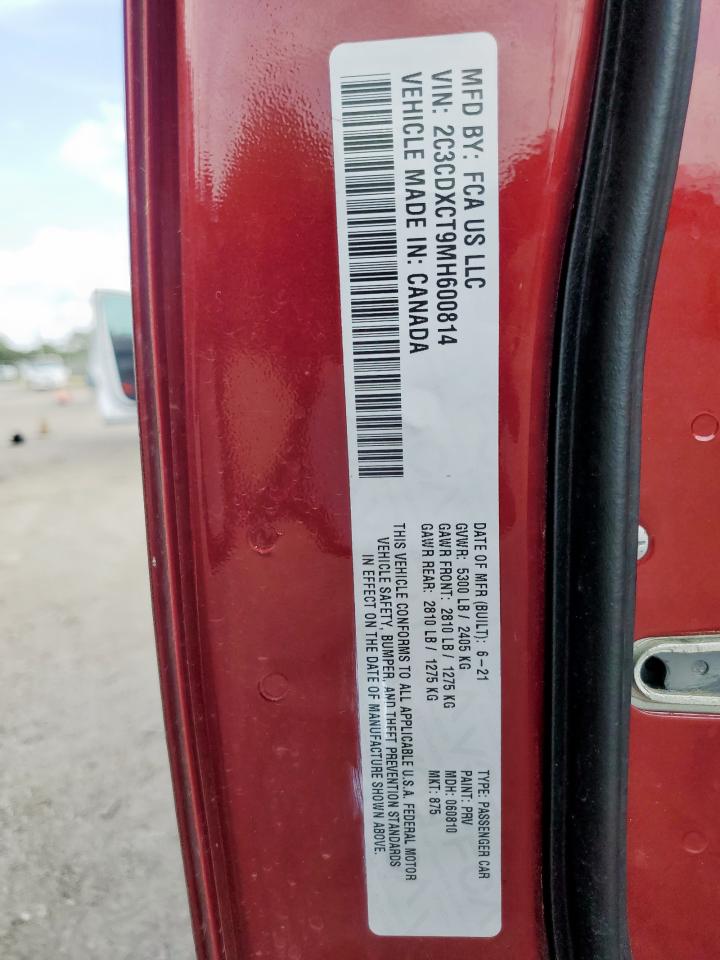 MFD BY: FCA US LLC
VIN: 2C3CDXCT9MH600814
VEHICLE MADE IN: CANADA
DATE OF MFR (BUILT): 6-21
GVWR: 5300 LB / 2405 KG
GAWR FRONT: 2810 LB / 1275 KG
GAWR REAR: 2810 LB / 1275 KG
TYPE: PASSENGER CAR
PAINT: PRV
MDH: 060810
MKT: 875
THIS VEHICLE CONFORMS TO ALL APPLICABLE U.S.A. FEDERAL MOTOR
VEHICLE SAFETY, BUMPER, AND THEFT PREVENTION STANDARDS
IN EFFECT ON THE DATE OF MANUFACTURE SHOWN ABOVE.